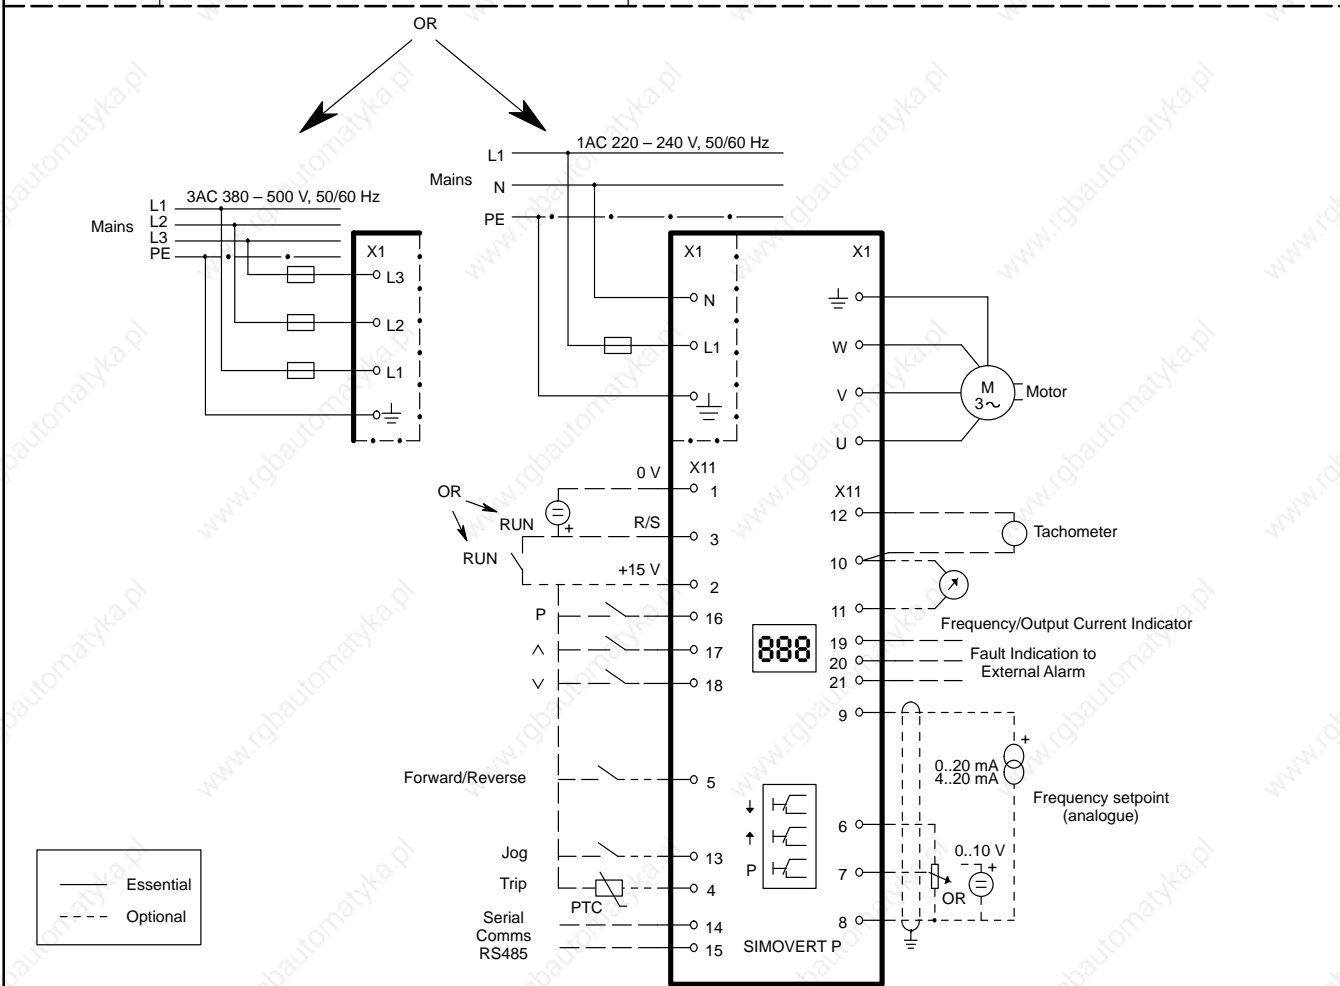 OR
1AC 220 – 240 V, 50/60 Hz
L1
Mains
N
PE
3AC 380 – 500 V, 50/60 Hz
L1
Mains
L2
L3
PE
X1
L3
L2
L1
X1
N
L1
X1
W
V
U
M
3~
Motor
0 V
X11
1
OR
RUN
+
R/S
3
RUN
+15 V
2
P
16
17
18
Forward/Reverse
5
Jog
13
Trip
4
PTC
Serial
Comms
RS485
14
15
888
P
SIMOVERT P
X11
12
Tachometer
10
11
Frequency/Output Current Indicator
19
20
21
Fault Indication to
External Alarm
9
+
0..20 mA
4..20 mA
Frequency setpoint
(analogue)
6
0..10 V
+
7
OR
8
Essential
Optional
www.rgbautomatyka.pl